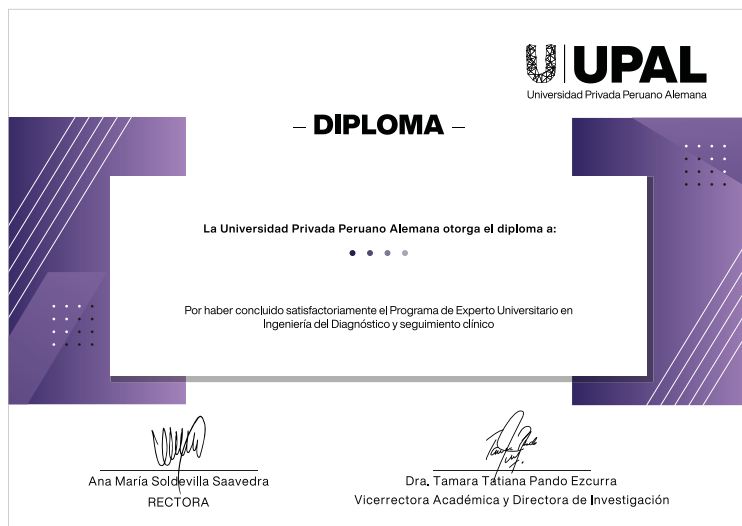 UPAL
Universidad Privada Peruano Alemana
– DIPLOMA –
La Universidad Privada Peruano Alemana otorga el diploma a:
Por haber concluido satisfactoriamente el Programa de Experto Universitario en
Ingeniería del Diagnóstico y seguimiento clínico
Ana María Soldevilla Saavedra
RECTORA
Dra. Tamara Tatiana Pando Ezcurra
Vicerrectora Académica y Directora de Investigación